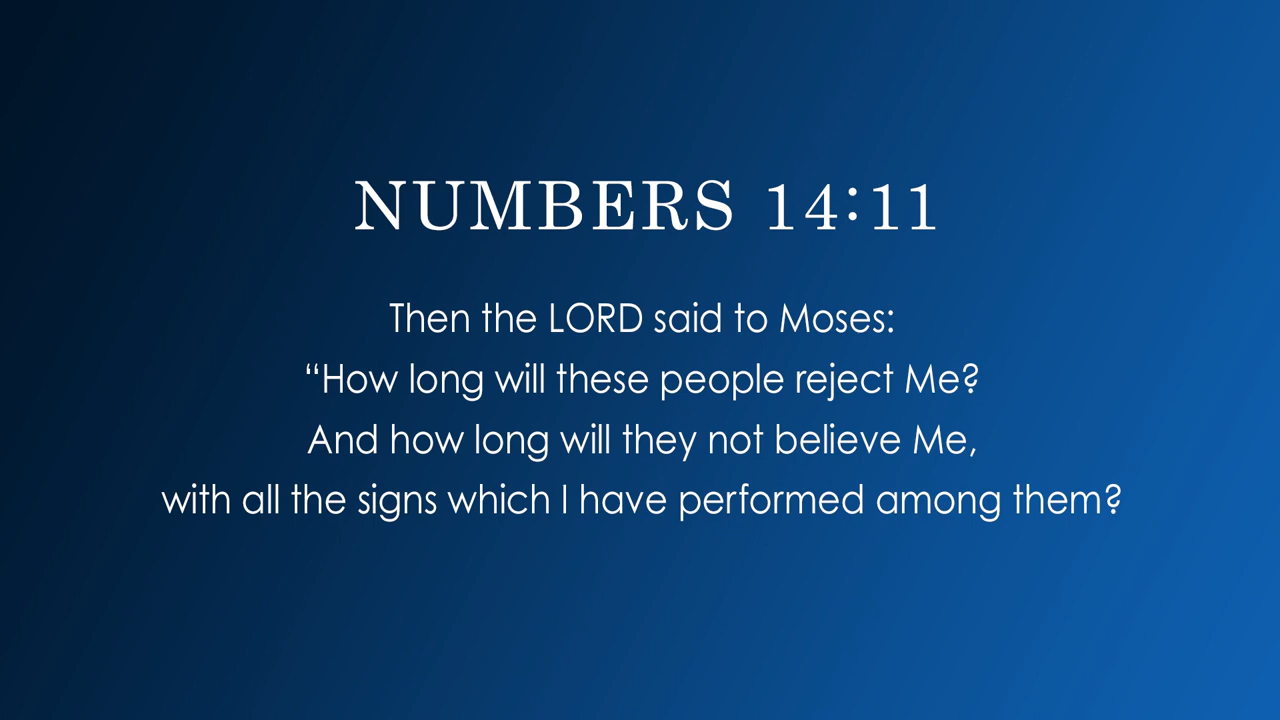 NUMBERS 14:11
Then the LORD said to Moses:
“How long will these people reject Me?
And how long will they not believe Me,
with all the signs which I have performed among them?